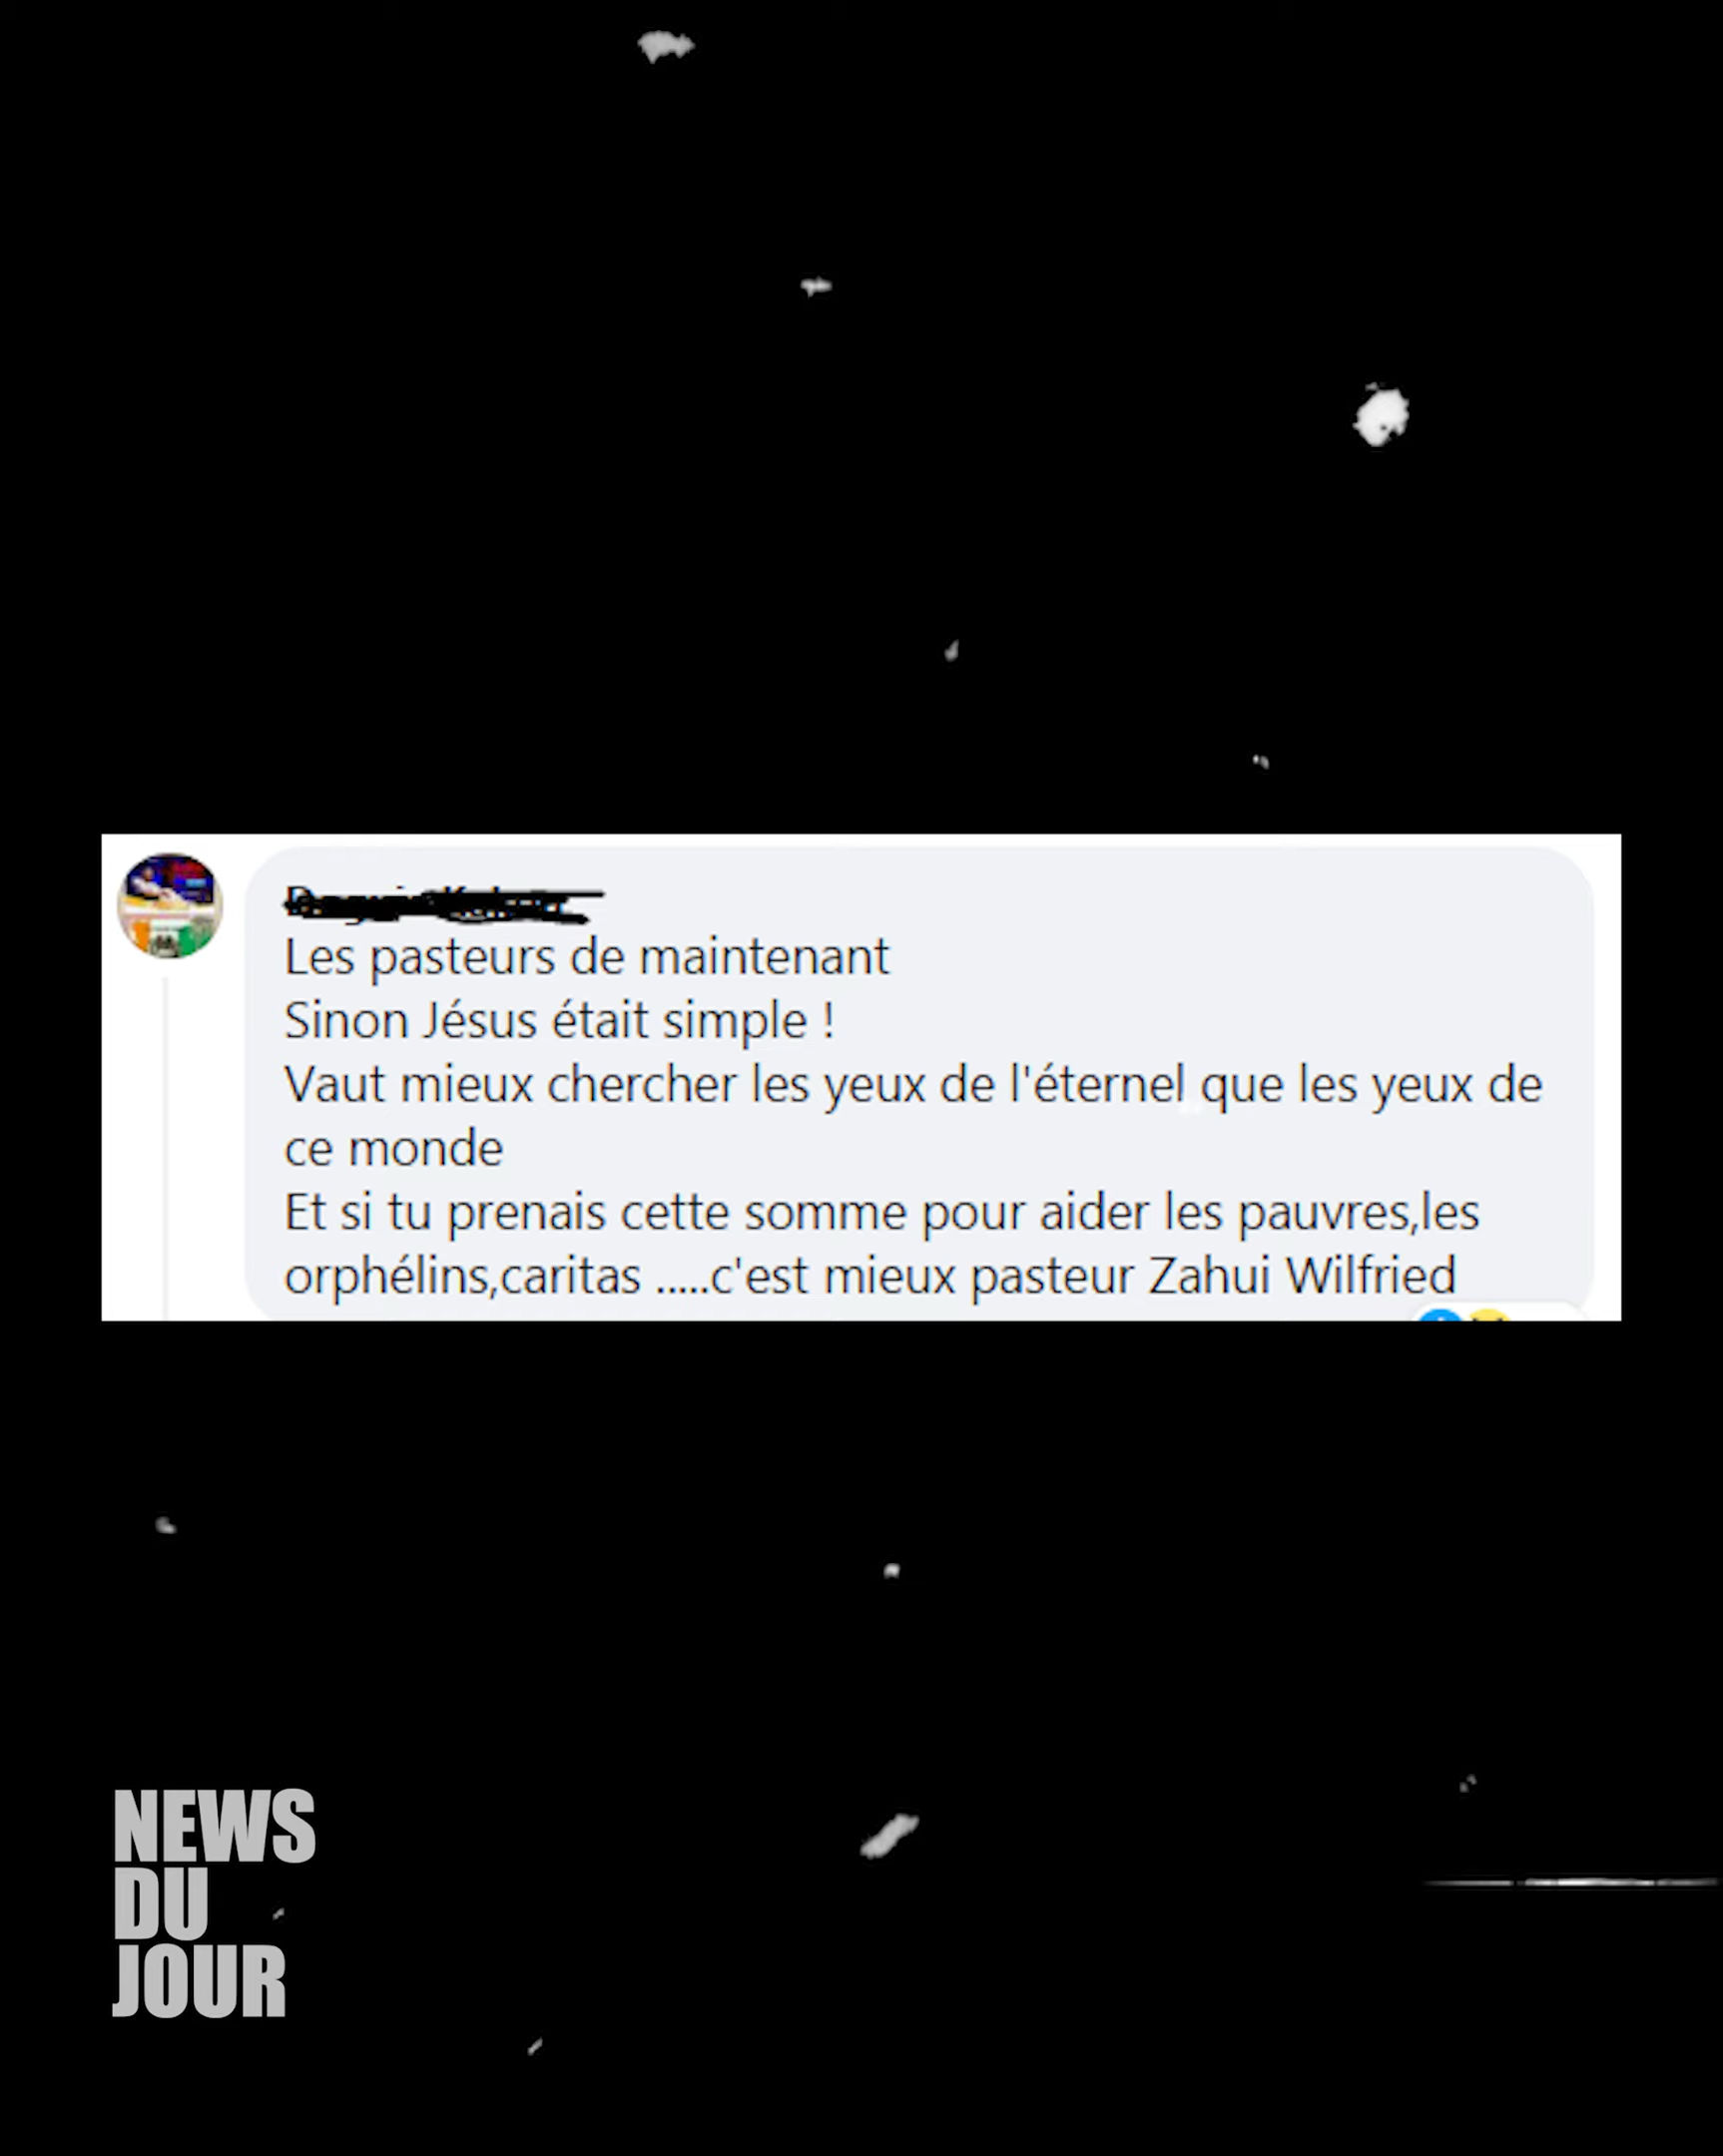 Les pasteurs de maintenant
Sinon Jésus était simple !
Vaut mieux chercher les yeux de l'éternel que les yeux de
ce monde
Et si tu prenais cette somme pour aider les pauvres,les
orphélins,caritas .....c'est mieux pasteur Zahui Wilfried
NEWS
DU
JOUR